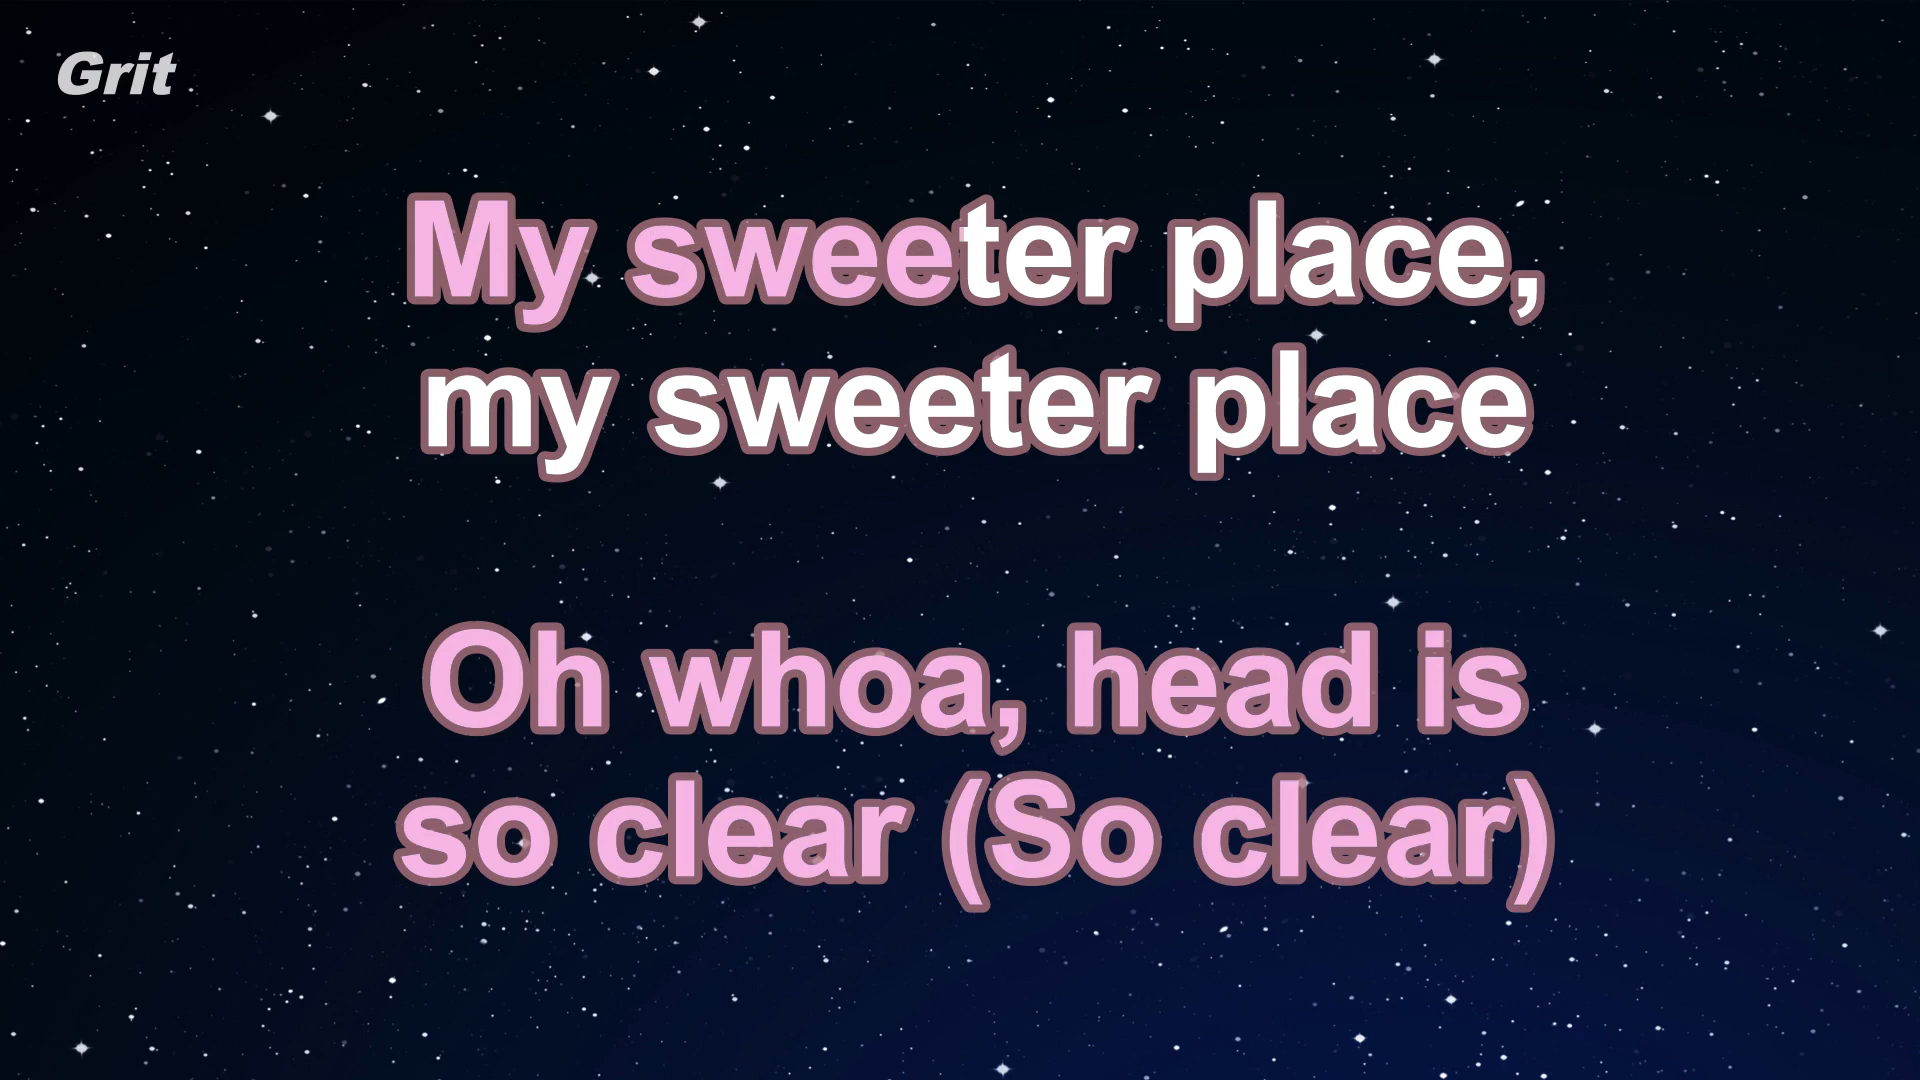 Grit
My sweeter place,
my sweeter place
Oh whoa, head is
so clear (So clear)